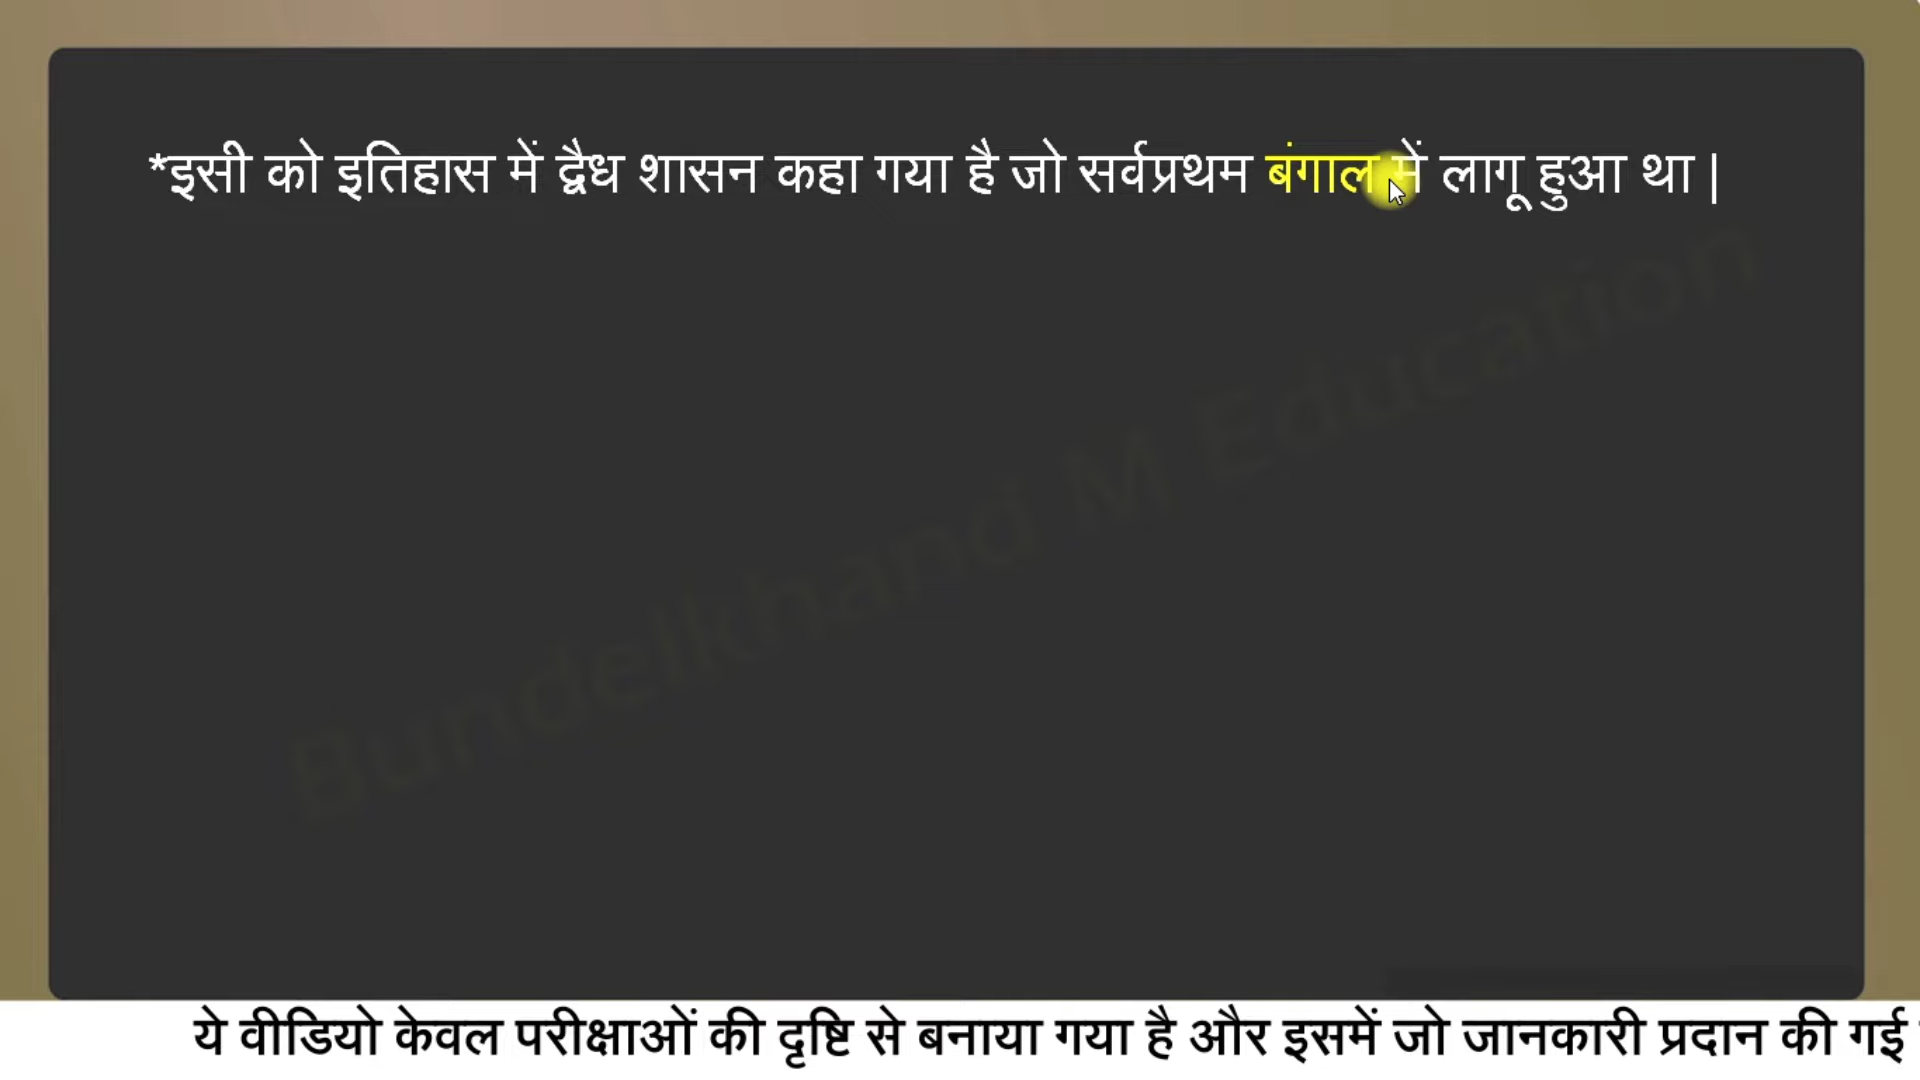 *इसी को इतिहास में द्वैध शासन कहा गया है जो सर्वप्रथम बंगाल में लागू हुआ था |
Bundelkhand M Education
ये वीडियो केवल परीक्षाओं की दृष्टि से बनाया गया है और इसमें जो जानकारी प्रदान की गई